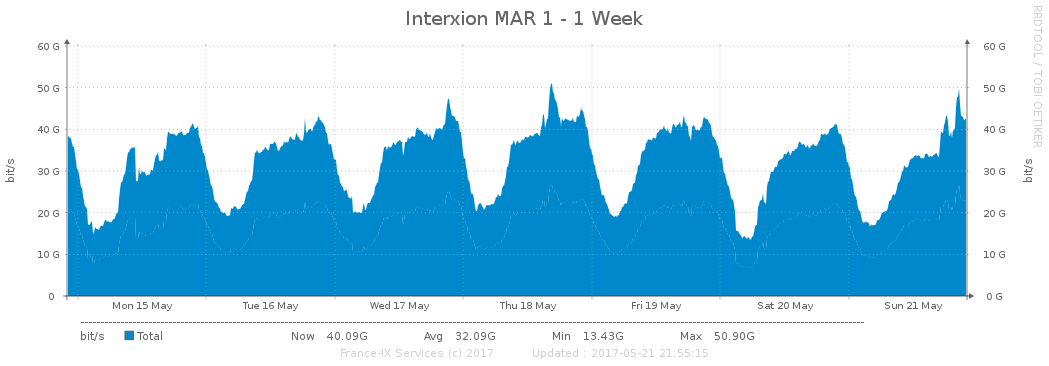 Interxion MAR 1 - 1 Week
RRDTOOL / TOBI OETIKER
60 G 60 G
50 G 50 G
40 G 40 G
30 G 30 G
20 G 20 G
10 G 10 G
0 0 G
bit/s
bit/s
Mon 15 May Tue 16 May Wed 17 May Thu 18 May Fri 19 May Sat 20 May Sun 21 May
bit/s Total Now 40.09G Avg 32.09G Min 13.43G Max 50.90G
France-IX Services (c) 2017 Updated : 2017-05-21 21:55:15